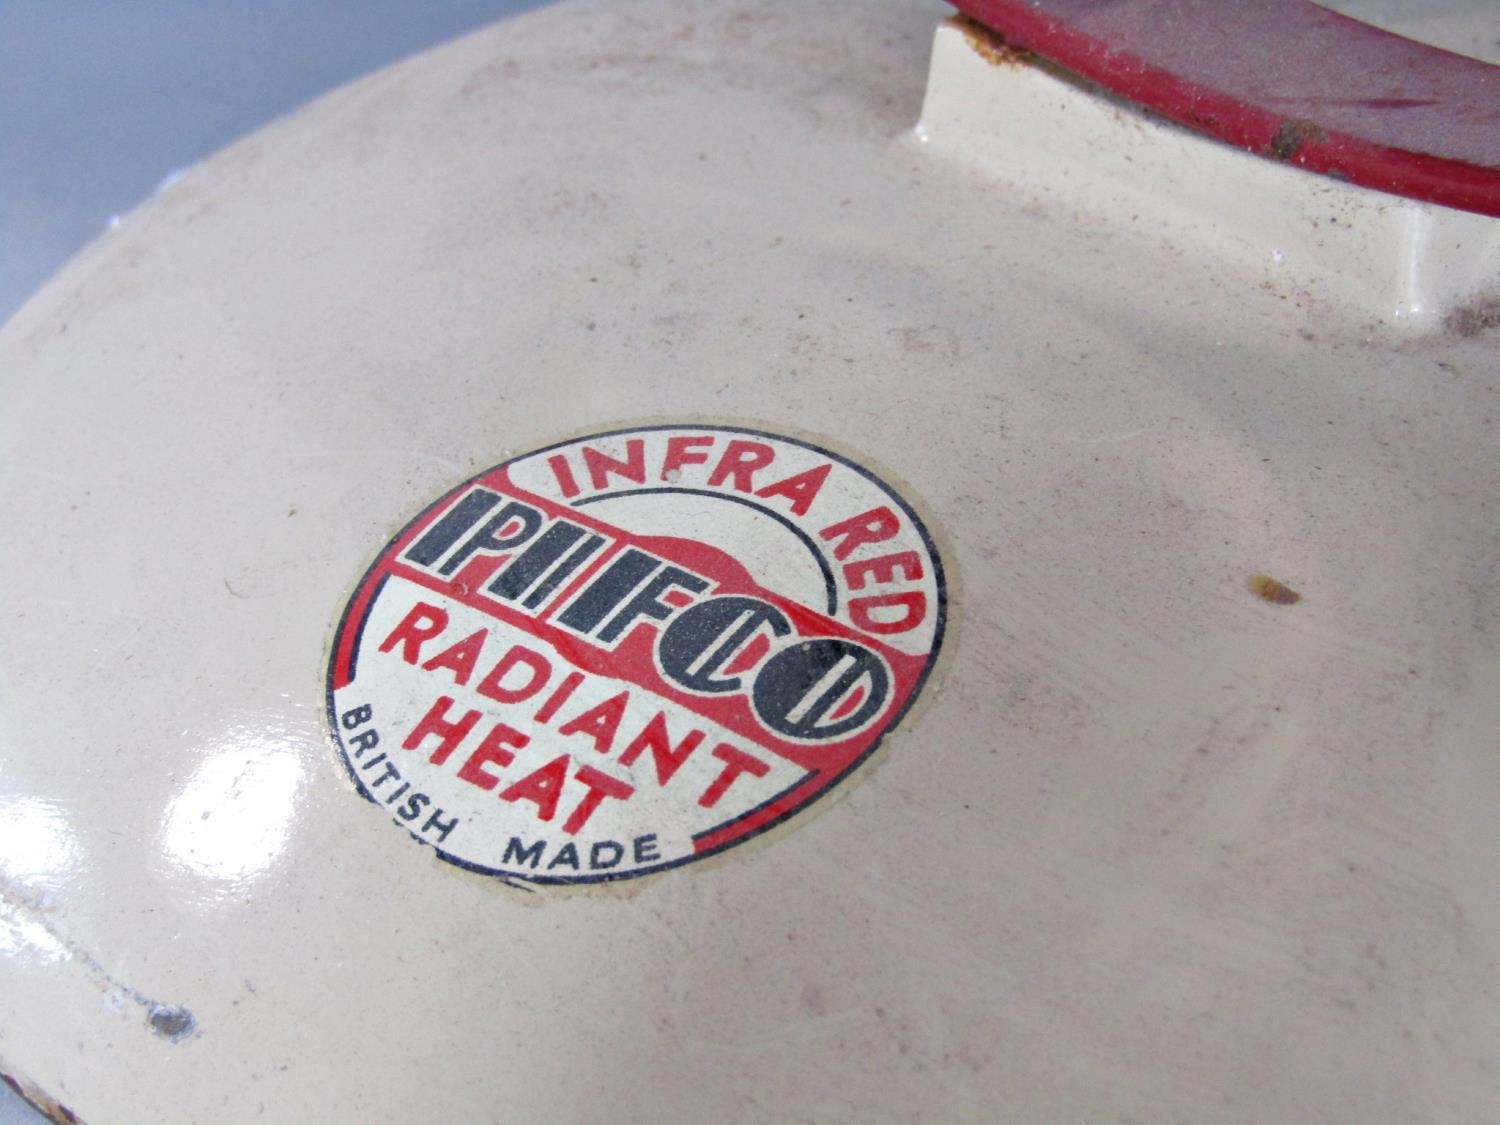 INFRA RED
PIFCO
RADIANT
HEAT
BRITISH MADE